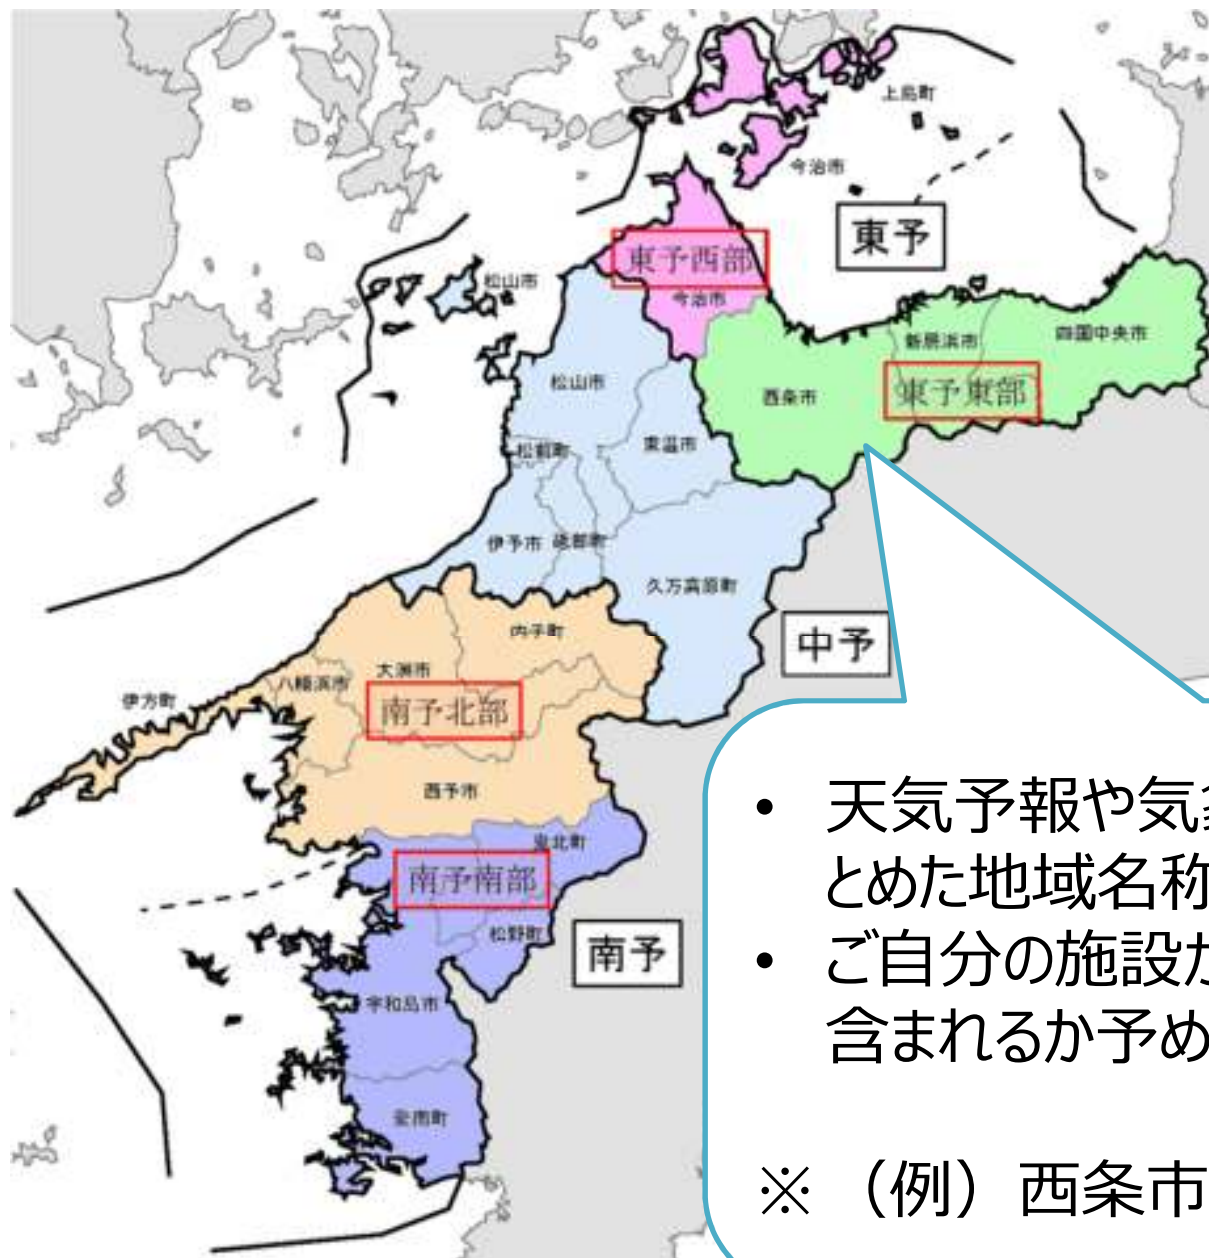 上島町
今治市
東予
東予西部
松山市
今治市
新居浜市
四国中央市
松山市
西条市
東予東部
松前町
東温市
伊予市
砥部町
久万高原町
中予
内子町
大洲市
八幡浜市
伊方町
南予北部
西予市
鬼北町
南予南部
松野町
南予
宇和島市
愛南町
• 天気予報や気
とめた地域名称
• ご自分の施設
含まれるか予め
※ （例）西条市